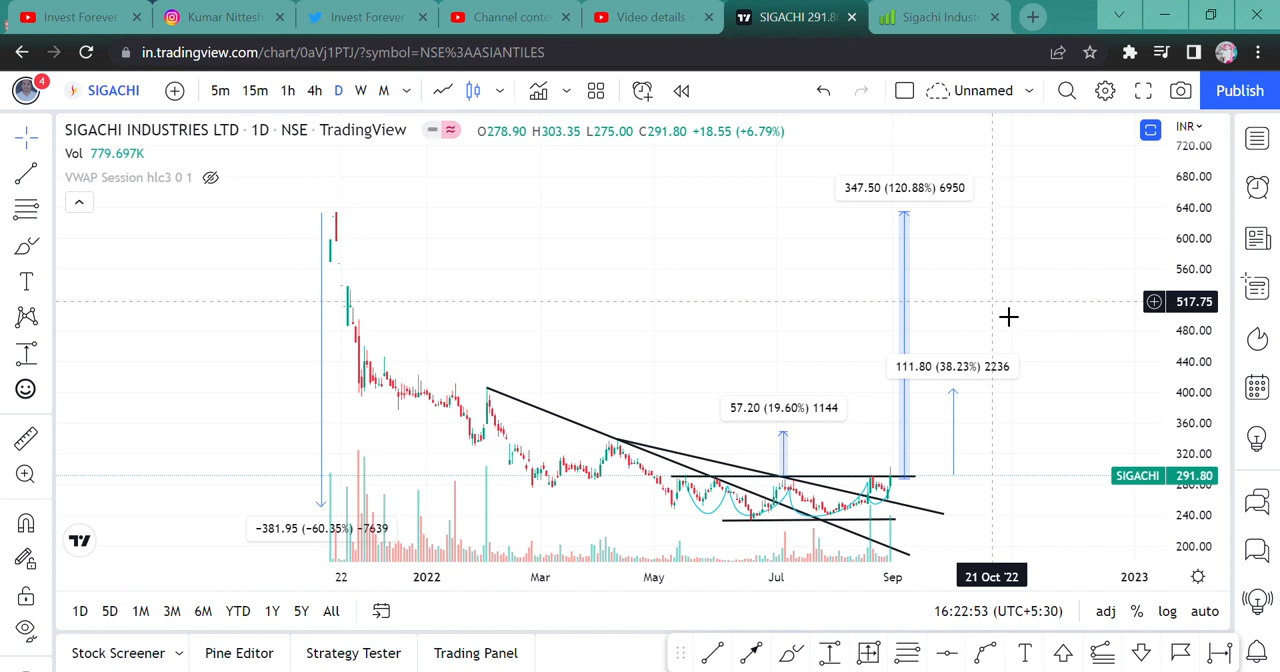 Invest Forever
Kumar Nittesh
Invest Forever
Channel conte
Video details -
SIGACHI 291.8
Sigachi Indust
in.tradingview.com/chart/0aVj1PTJ/?symbol=NSE%3AASIANTILES
4
SIGACHI
5m 15m 1h 4h D W M
Unnamed
Publish
SIGACHI INDUSTRIES LTD · 1D · NSE · TradingView
O278.90 H303.35 L275.00 C291.80 +18.55 (+6.79%)
INR
Vol 779.697K
VWAP Session hlc3 0 1
720.00
680.00
640.00
600.00
560.00
517.75
480.00
440.00
400.00
360.00
320.00
SIGACHI 291.80
280.00
240.00
200.00
347.50 (120.88%) 6950
111.80 (38.23%) 2236
57.20 (19.60%) 1144
−381.95 (−60.35%) −7639
22 2022 Mar May Jul Sep 21 Oct '22 2023
1D 5D 1M 3M 6M YTD 1Y 5Y All
16:22:53 (UTC+5:30) adj % log auto
Stock Screener Pine Editor Strategy Tester Trading Panel